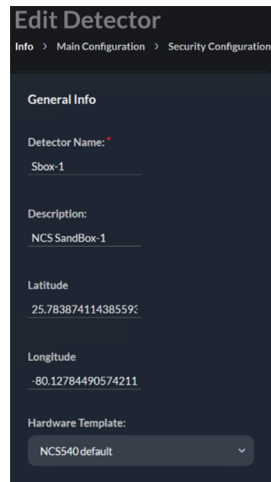 Edit Detector
Info > Main Configuration > Security Configuration
General Info
Detector Name: *
Sbox-1
Description:
NCS SandBox-1
Latitude
25.78387411438559
Longitude
-80.12784490574211
Hardware Template:
NCS540 default